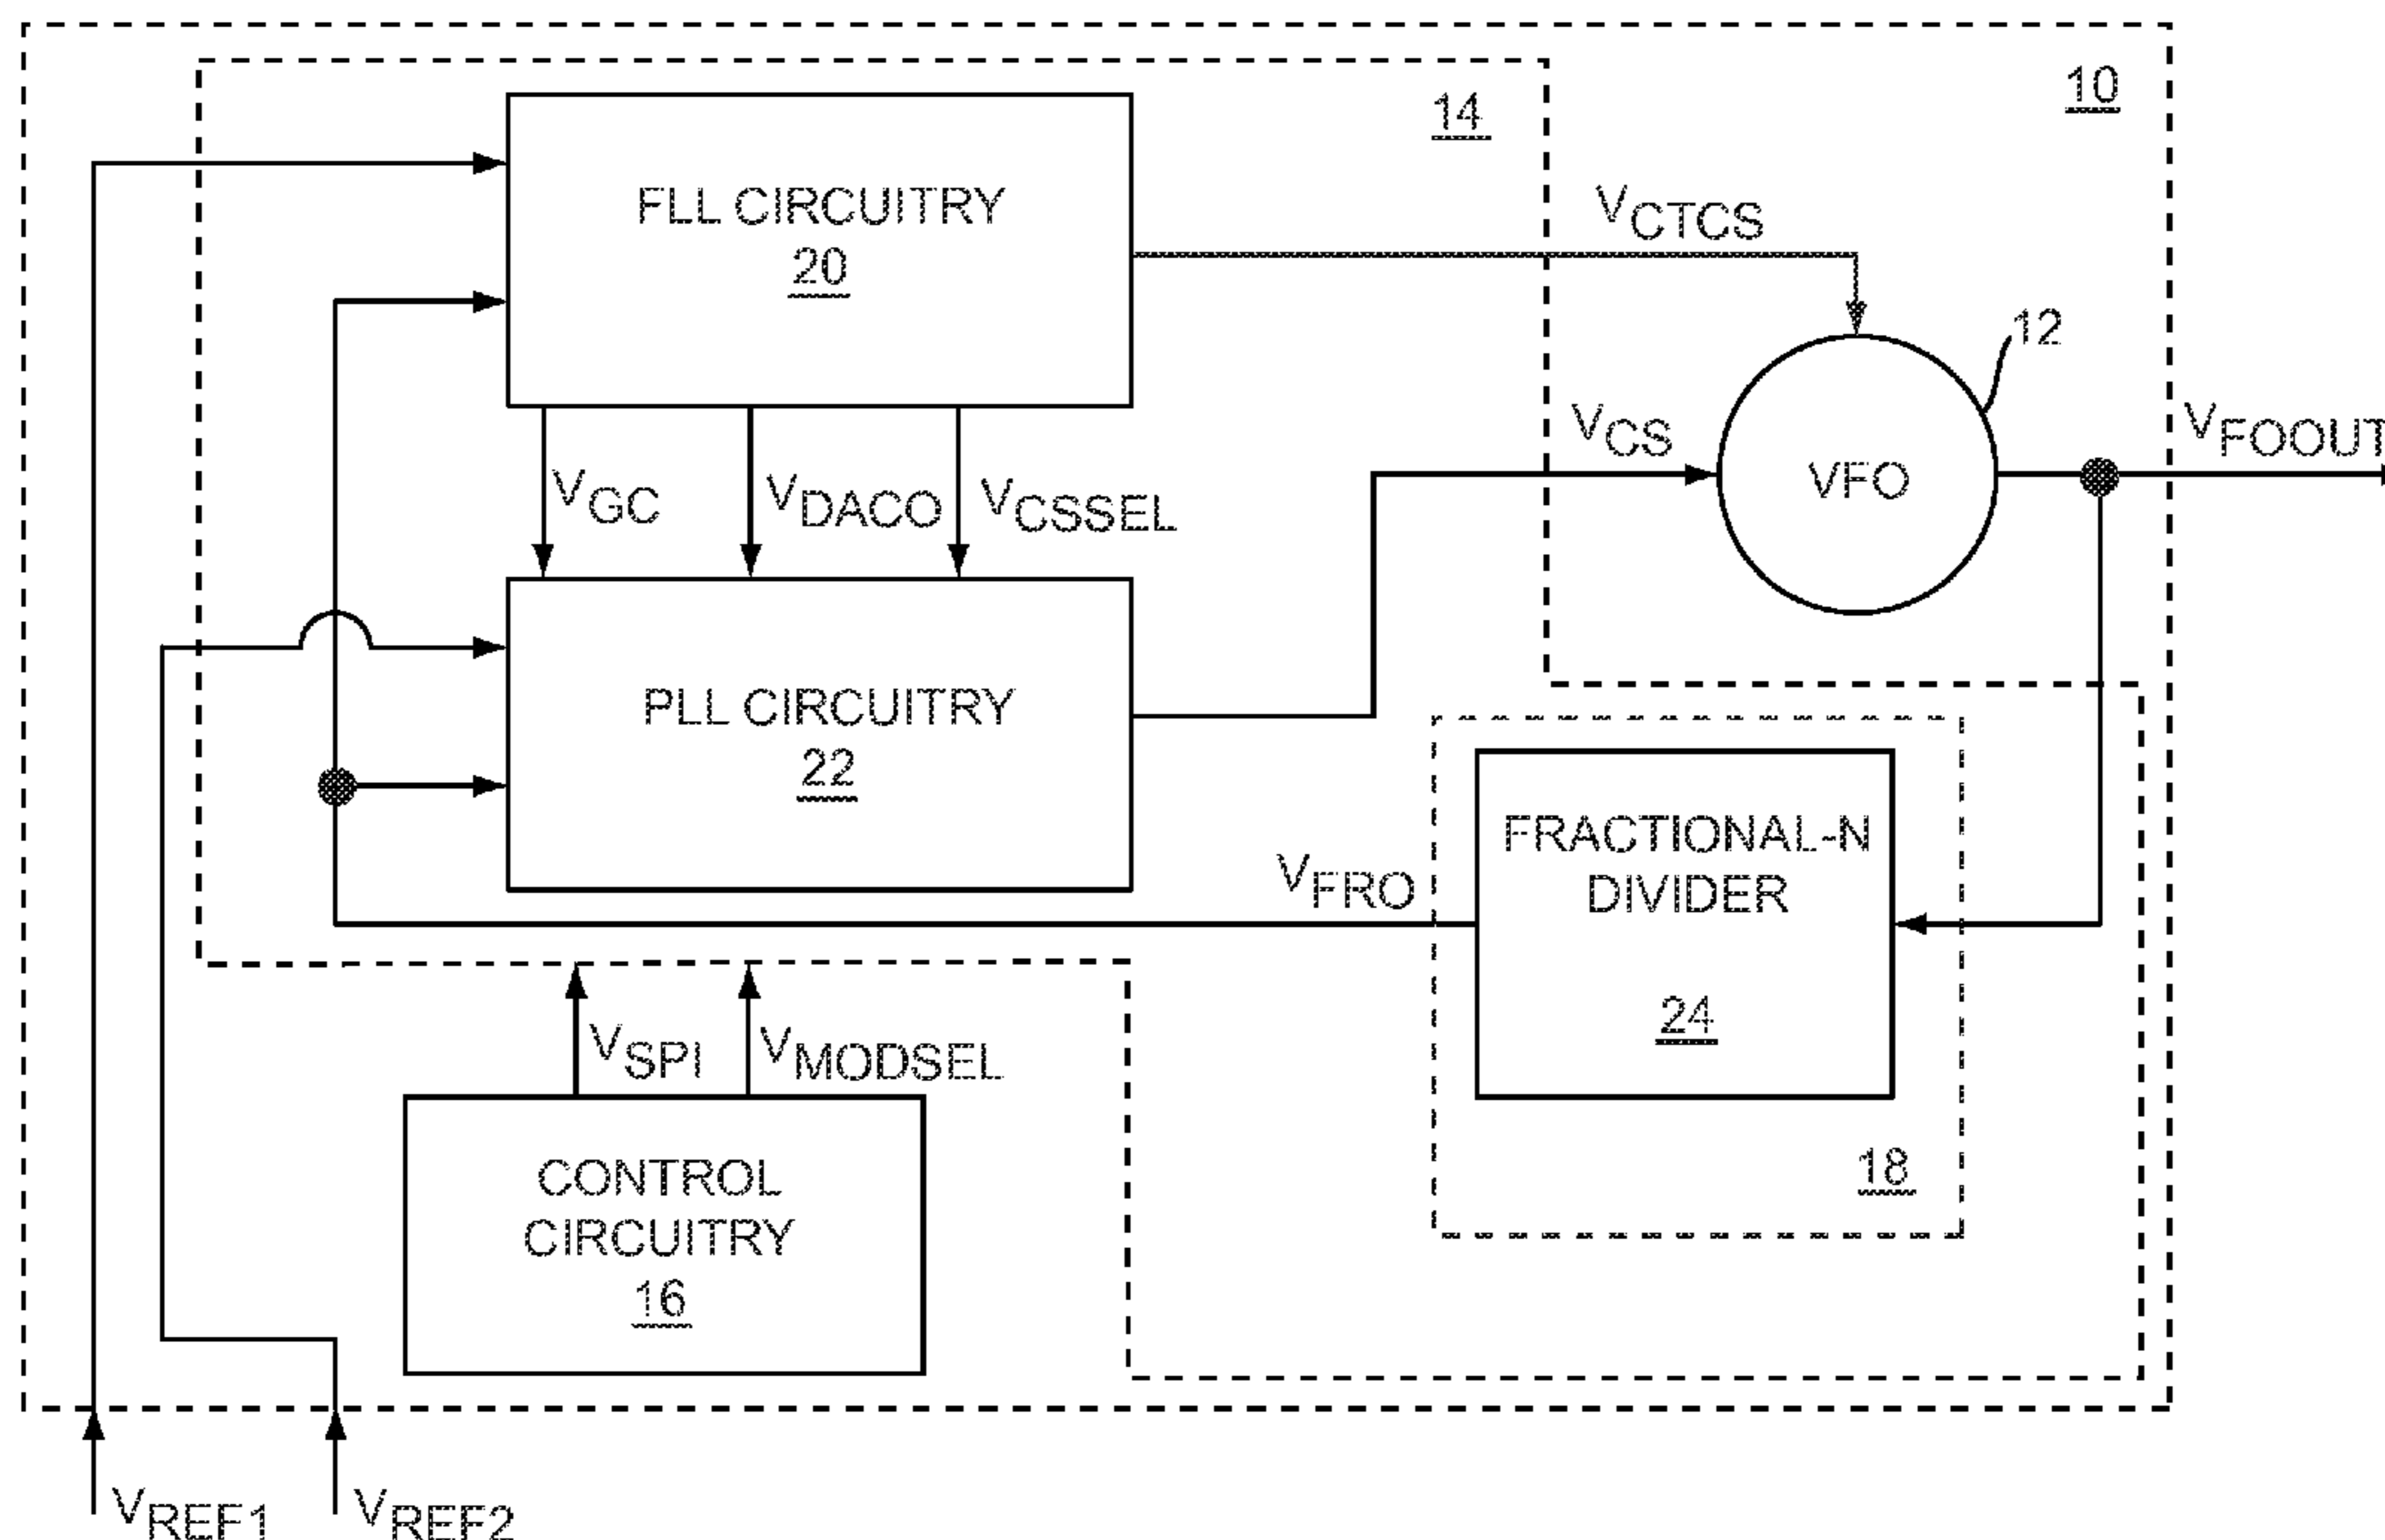 10
14
FLL CIRCUITRY
20
VCTCS
12
VCS
VFO
VFOOUT
VGC
VDACO
VCSSEL
PLL CIRCUITRY
22
FRACTIONAL-N
DIVIDER
24
VFRO
18
VSPI
VMODSEL
CONTROL
CIRCUITRY
16
VREF1
VREF2